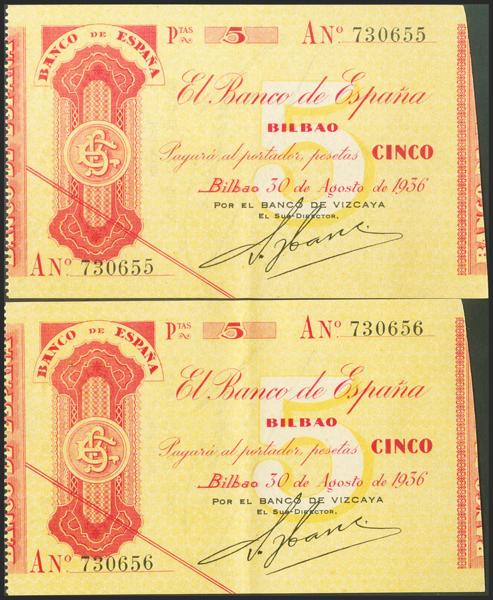 BANCO DE ESPAÑA
PTAS 5 A Nº 730655
El Banco de España
BILBAO
Pagará al portador, pesetas CINCO
Bilbao 30 de Agosto de 1936
POR EL BANCO DE VIZCAYA
EL SUB-DIRECTOR.
A Nº 730655
BANCO DE ESPAÑA
PTAS 5 A Nº 730656
El Banco de España
BILBAO
Pagará al portador, pesetas CINCO
Bilbao 30 de Agosto de 1936
POR EL BANCO DE VIZCAYA
EL SUB-DIRECTOR.
A Nº 730656